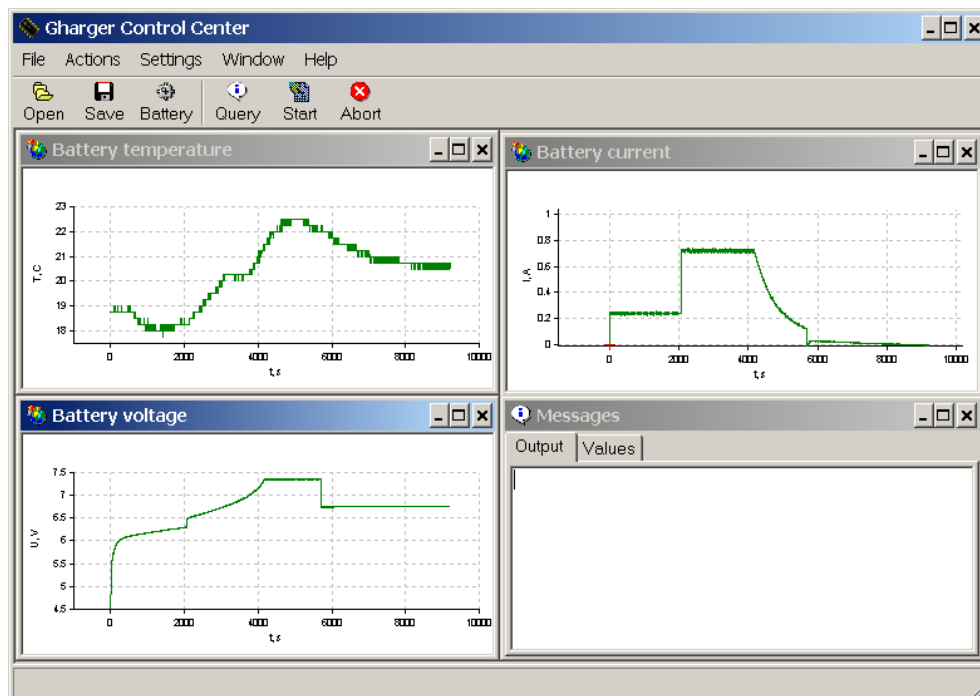 Gharger Control Center
File Actions Settings Window Help
Open Save Battery Query Start Abort
Battery temperature
23
22
21
20
19
18
T,C
0 2000 4000 6000 8000 10000
t,s
Battery current
1
0.8
0.6
0.4
0.2
0
I,A
0 2000 4000 6000 8000 10000
t,s
Battery voltage
7.5
7
6.5
6
5.5
5
4.5
U,V
0 2000 4000 6000 8000 10000
t,s
Messages
Output Values